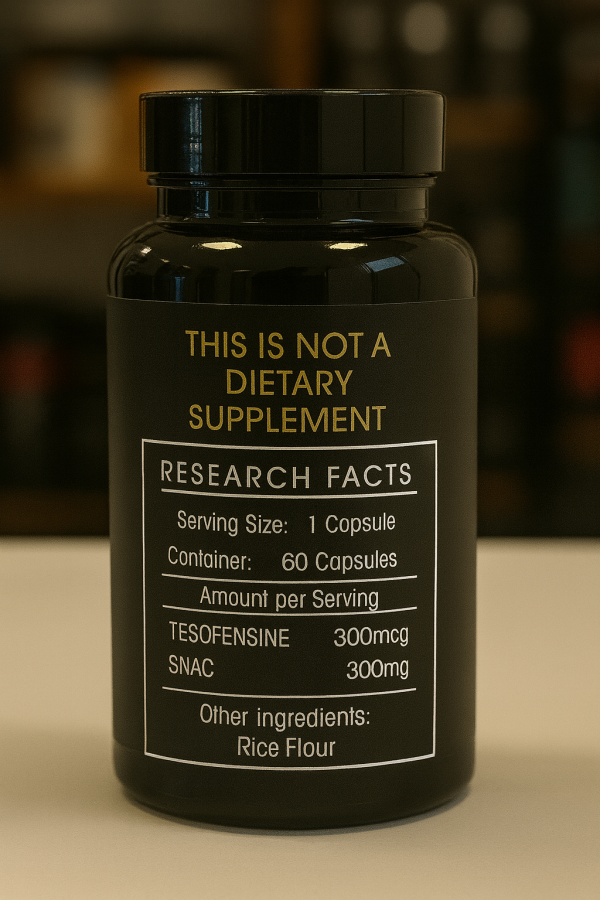 THIS IS NOT A
DIETARY
SUPPLEMENT
RESEARCH FACTS
Serving Size: 1 Copsule
Container: 60 Capsules
Amount per Serving
TESOFENSINE 300mcg
SNAC 300mg
Other ingredients:
Rice Flour